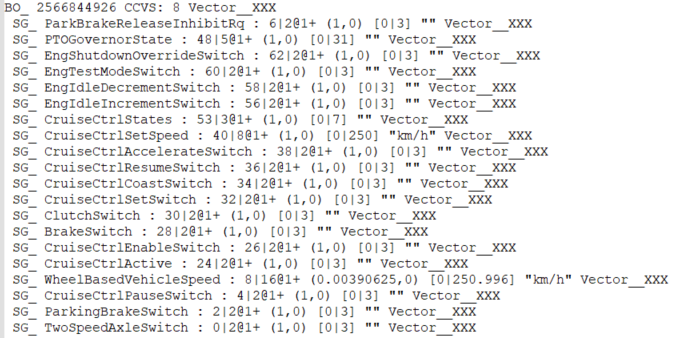 BO_ 2566844926 CCVS: 8 Vector__XXX
SG_ ParkBrakeReleaseInhibitRq : 6|2@1+ (1,0) [0|3] "" Vector__XXX
SG_ PTOGovernorState : 48|5@1+ (1,0) [0|31] "" Vector__XXX
SG_ EngShutdownOverrideSwitch : 62|2@1+ (1,0) [0|3] "" Vector__XXX
SG_ EngTestModeSwitch : 60|2@1+ (1,0) [0|3] "" Vector__XXX
SG_ EngIdleDecrementSwitch : 58|2@1+ (1,0) [0|3] "" Vector__XXX
SG_ EngIdleIncrementSwitch : 56|2@1+ (1,0) [0|3] "" Vector__XXX
SG_ CruiseCtrlStates : 53|3@1+ (1,0) [0|7] "" Vector__XXX
SG_ CruiseCtrlSetSpeed : 40|8@1+ (1,0) [0|250] "km/h" Vector__XXX
SG_ CruiseCtrlAccelerateSwitch : 38|2@1+ (1,0) [0|3] "" Vector__XXX
SG_ CruiseCtrlResumeSwitch : 36|2@1+ (1,0) [0|3] "" Vector__XXX
SG_ CruiseCtrlCoastSwitch : 34|2@1+ (1,0) [0|3] "" Vector__XXX
SG_ CruiseCtrlSetSwitch : 32|2@1+ (1,0) [0|3] "" Vector__XXX
SG_ ClutchSwitch : 30|2@1+ (1,0) [0|3] "" Vector__XXX
SG_ BrakeSwitch : 28|2@1+ (1,0) [0|3] "" Vector__XXX
SG_ CruiseCtrlEnableSwitch : 26|2@1+ (1,0) [0|3] "" Vector__XXX
SG_ CruiseCtrlActive : 24|2@1+ (1,0) [0|3] "" Vector__XXX
SG_ WheelBasedVehicleSpeed : 8|16@1+ (0.00390625,0) [0|250.996] "km/h" Vector__XXX
SG_ CruiseCtrlPauseSwitch : 4|2@1+ (1,0) [0|3] "" Vector__XXX
SG_ ParkingBrakeSwitch : 2|2@1+ (1,0) [0|3] "" Vector__XXX
SG_ TwoSpeedAxleSwitch : 0|2@1+ (1,0) [0|3] "" Vector__XXX